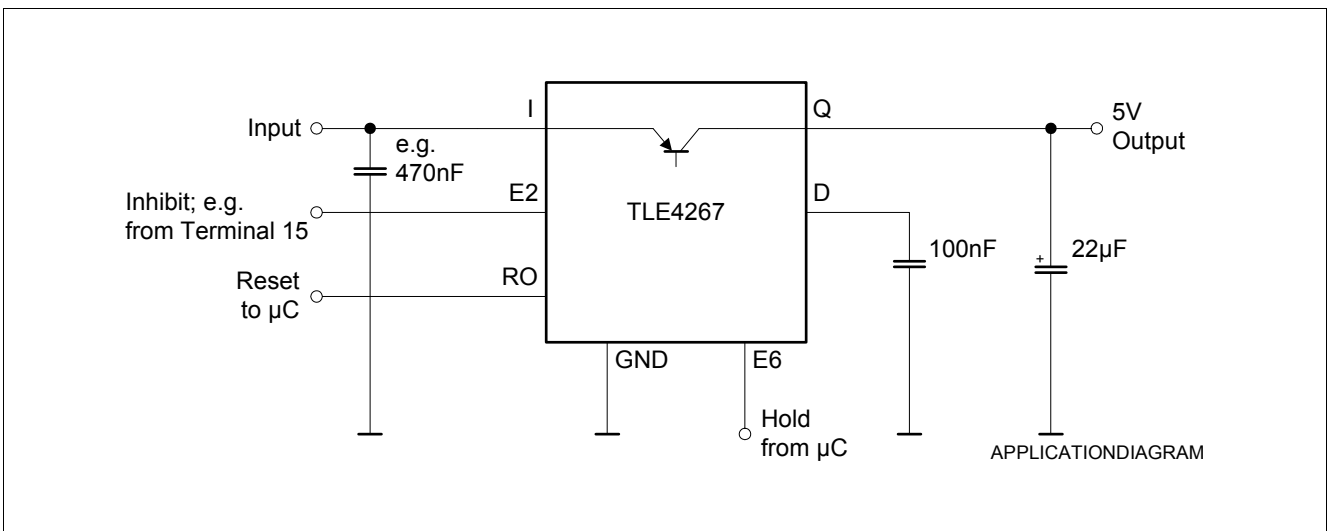 I
Q
5V
Output
Input
e.g.
470nF
E2
D
Inhibit; e.g.
from Terminal 15
TLE4267
100nF
+
22µF
Reset
to µC
RO
GND
E6
Hold
from µC
APPLICATIONDIAGRAM